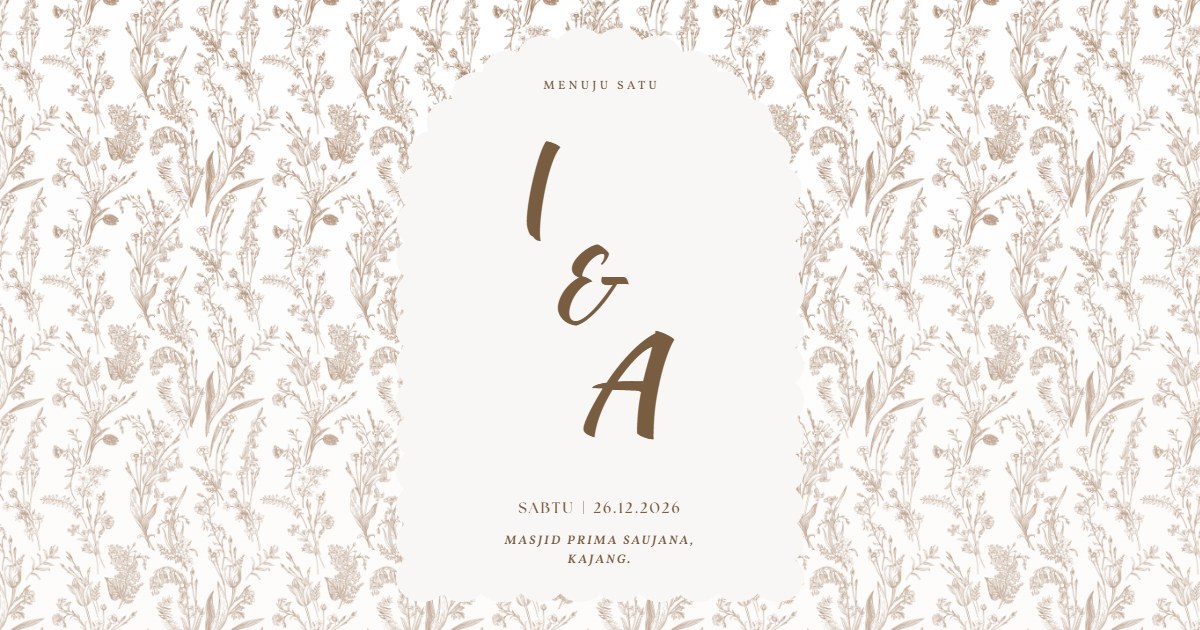 MENUJU SATU
I
&
A
SABTU | 26.12.2026
MASJID PRIMA SAUJANA,
KAJANG.